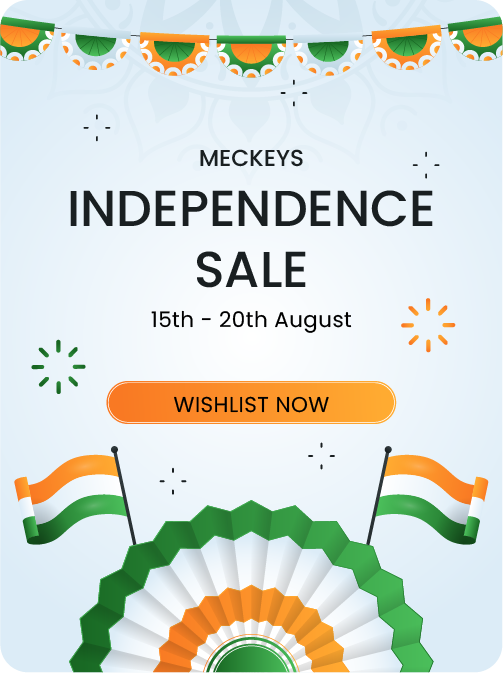 MECKEYS
INDEPENDENCE
SALE
15th - 20th August
WISHLIST NOW